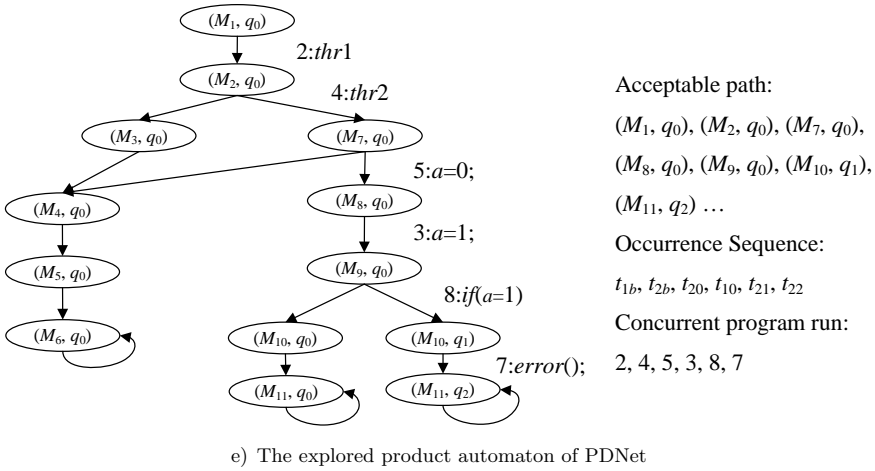 (M1, q0)
2:thr1
(M2, q0)
4:thr2
(M3, q0)
(M7, q0)
5:a=0;
(M4, q0)
(M8, q0)
3:a=1;
(M5, q0)
(M9, q0)
8:if(a=1)
(M6, q0)
(M10, q0)
(M10, q1)
7:error();
(M11, q0)
(M11, q2)
Acceptable path:
(M1, q0), (M2, q0), (M7, q0),
(M8, q0), (M9, q0), (M10, q1),
(M11, q2) …
Occurrence Sequence:
t1b, t2b, t20, t10, t21, t22
Concurrent program run:
2, 4, 5, 3, 8, 7
e) The explored product automaton of PDNet